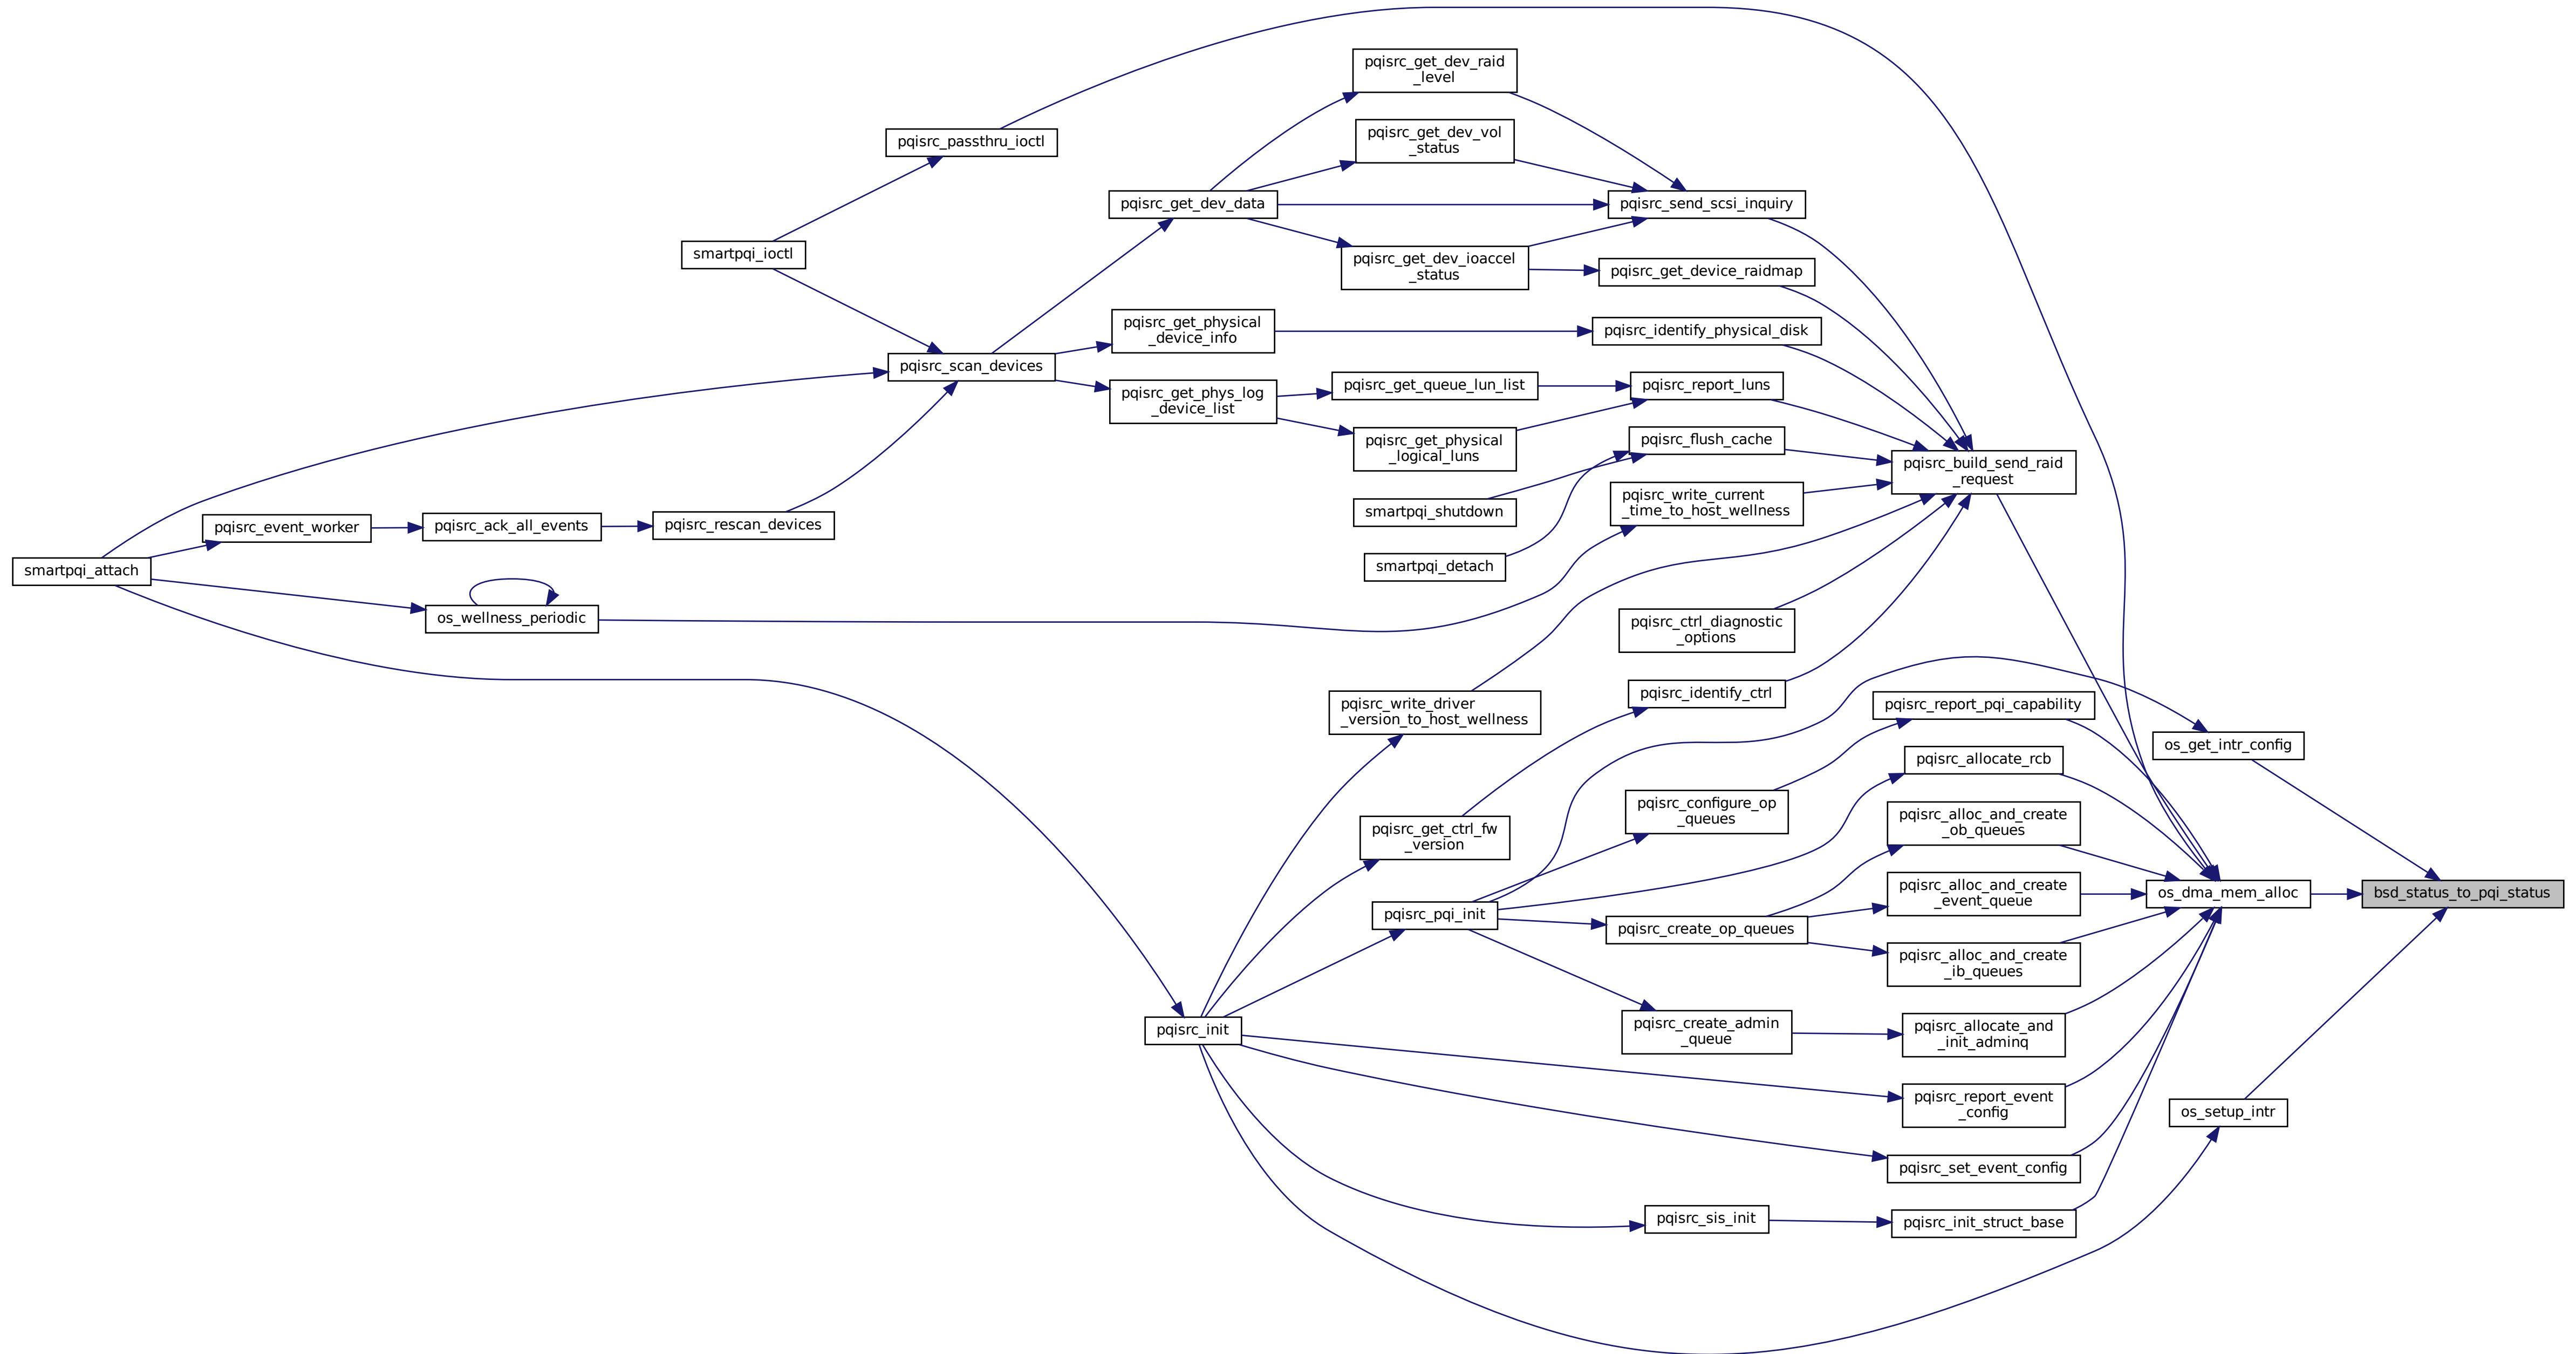 pqisrc_get_dev_raid
_level
pqisrc_get_dev_vol
_status
pqisrc_passthru_ioctl
pqisrc_get_dev_data
pqisrc_send_scsi_inquiry
smartpqi_ioctl
pqisrc_get_dev_ioaccel
_status
pqisrc_get_device_raidmap
pqisrc_get_physical
_device_info
pqisrc_identify_physical_disk
pqisrc_scan_devices
pqisrc_get_phys_log
_device_list
pqisrc_get_queue_lun_list
pqisrc_report_luns
pqisrc_get_physical
_logical_luns
pqisrc_flush_cache
pqisrc_build_send_raid
_request
pqisrc_write_current
_time_to_host_wellness
smartpqi_shutdown
pqisrc_event_worker
pqisrc_ack_all_events
pqisrc_rescan_devices
smartpqi_attach
smartpqi_detach
os_wellness_periodic
pqisrc_ctrl_diagnostic
_options
pqisrc_identify_ctrl
pqisrc_write_driver
_version_to_host_wellness
pqisrc_report_pqi_capability
os_get_intr_config
pqisrc_allocate_rcb
pqisrc_configure_op
_queues
pqisrc_alloc_and_create
_ob_queues
pqisrc_get_ctrl_fw
_version
pqisrc_alloc_and_create
_event_queue
os_dma_mem_alloc
bsd_status_to_pqi_status
pqisrc_pqi_init
pqisrc_create_op_queues
pqisrc_alloc_and_create
_ib_queues
pqisrc_init
pqisrc_create_admin
_queue
pqisrc_allocate_and
_init_adminq
pqisrc_report_event
_config
os_setup_intr
pqisrc_set_event_config
pqisrc_sis_init
pqisrc_init_struct_base